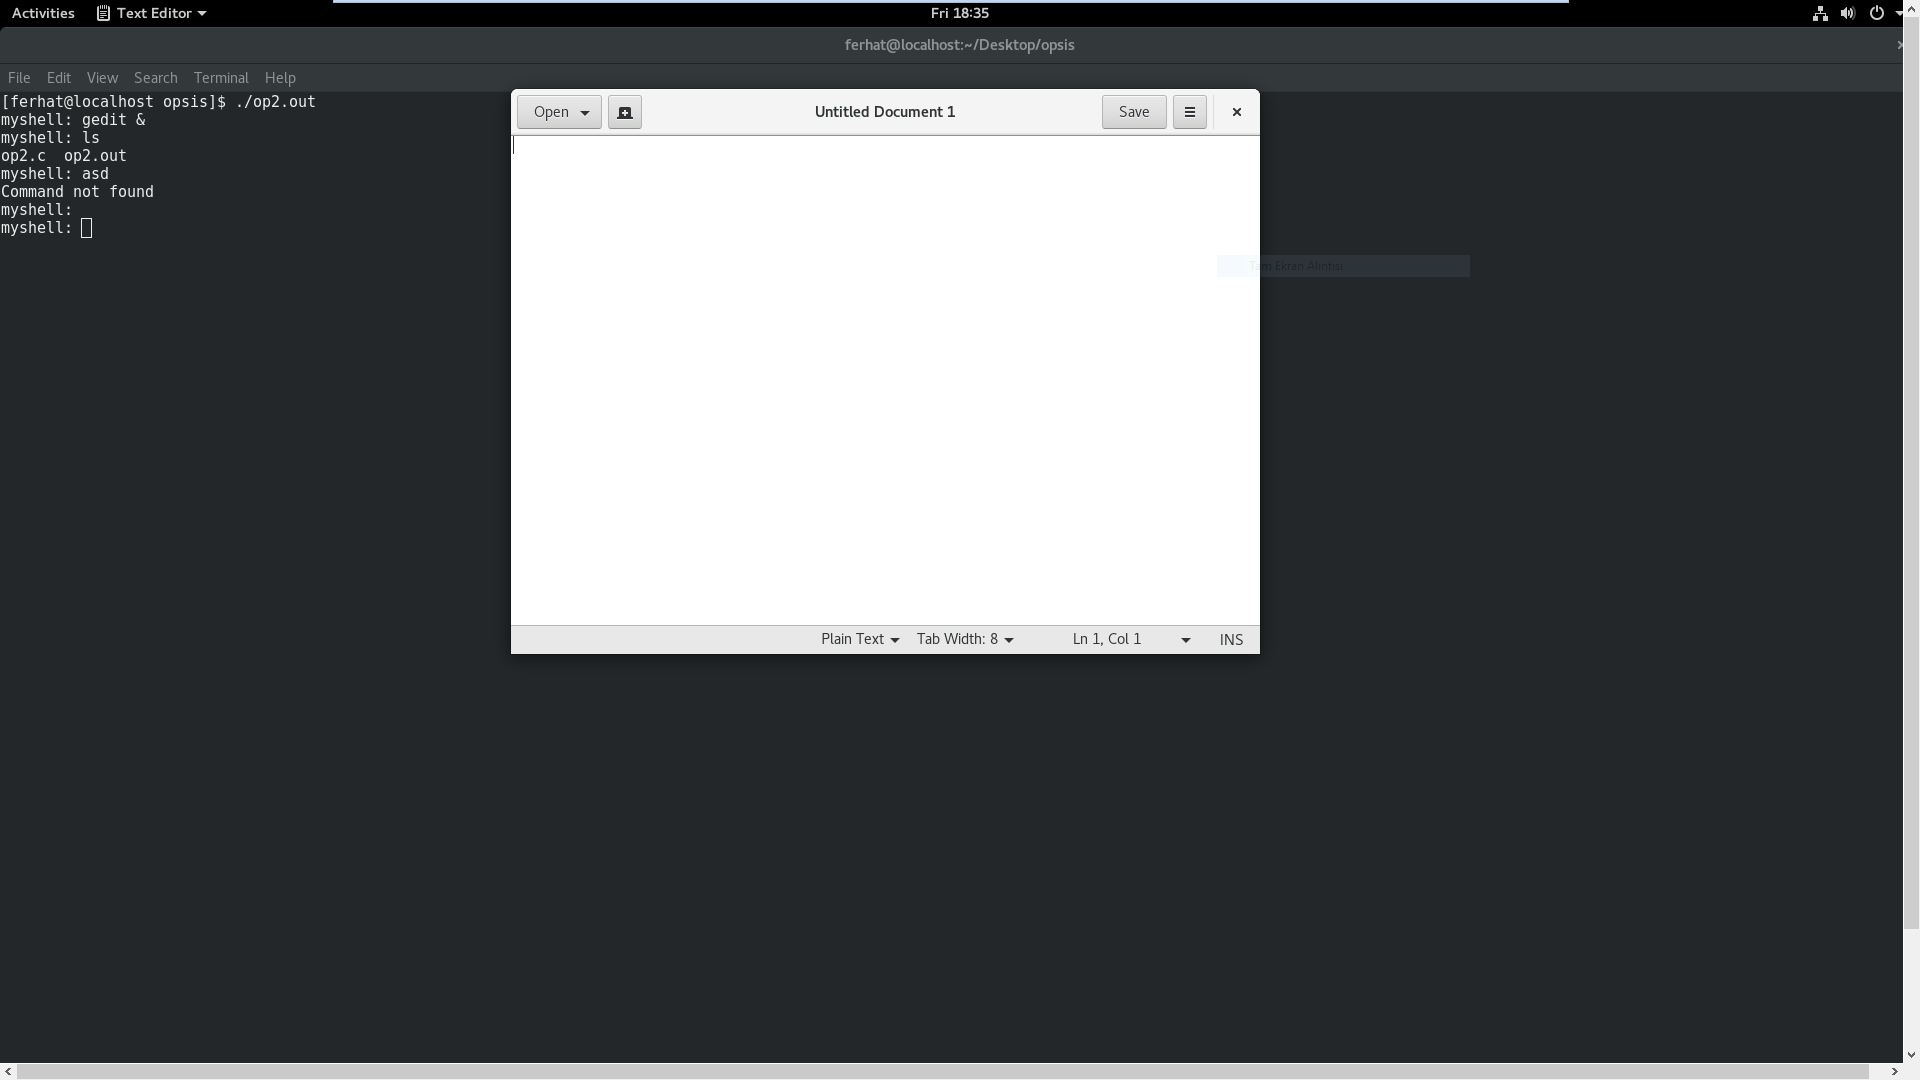 Activities Text Editor Fri 18:35
ferhat@localhost:~/Desktop/opsis
File Edit View Search Terminal Help
[ferhat@localhost opsis]$ ./op2.out
myshell: gedit &
myshell: ls
op2.c  op2.out
myshell: asd
Command not found
myshell:
myshell:
Open Untitled Document 1 Save
Tam Ekran Alıntısı
Plain Text Tab Width: 8 Ln 1, Col 1 INS